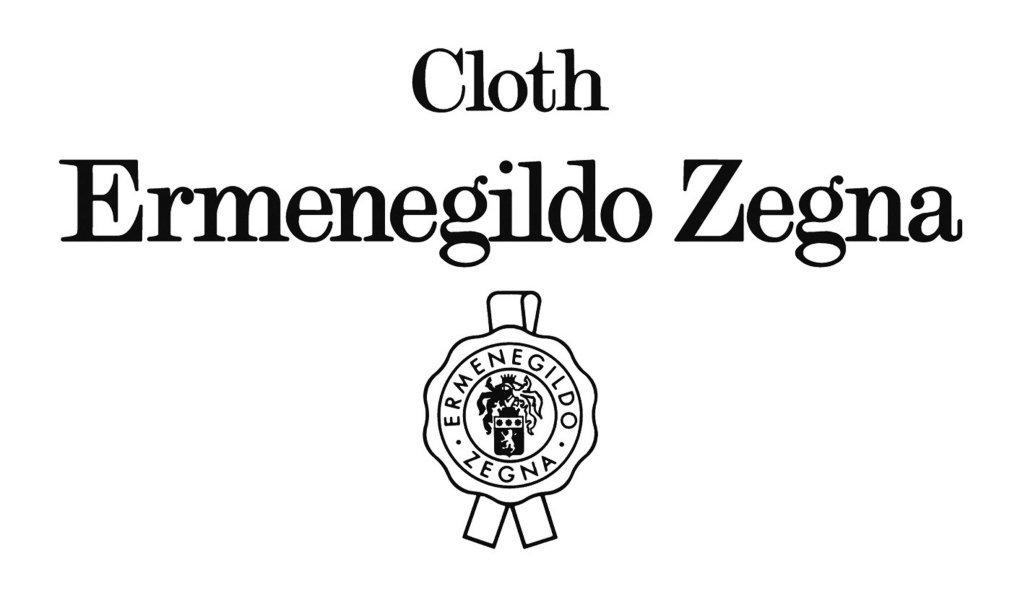 Cloth
Ermenegildo Zegna
ERMENEGILDO
· ZEGNA ·